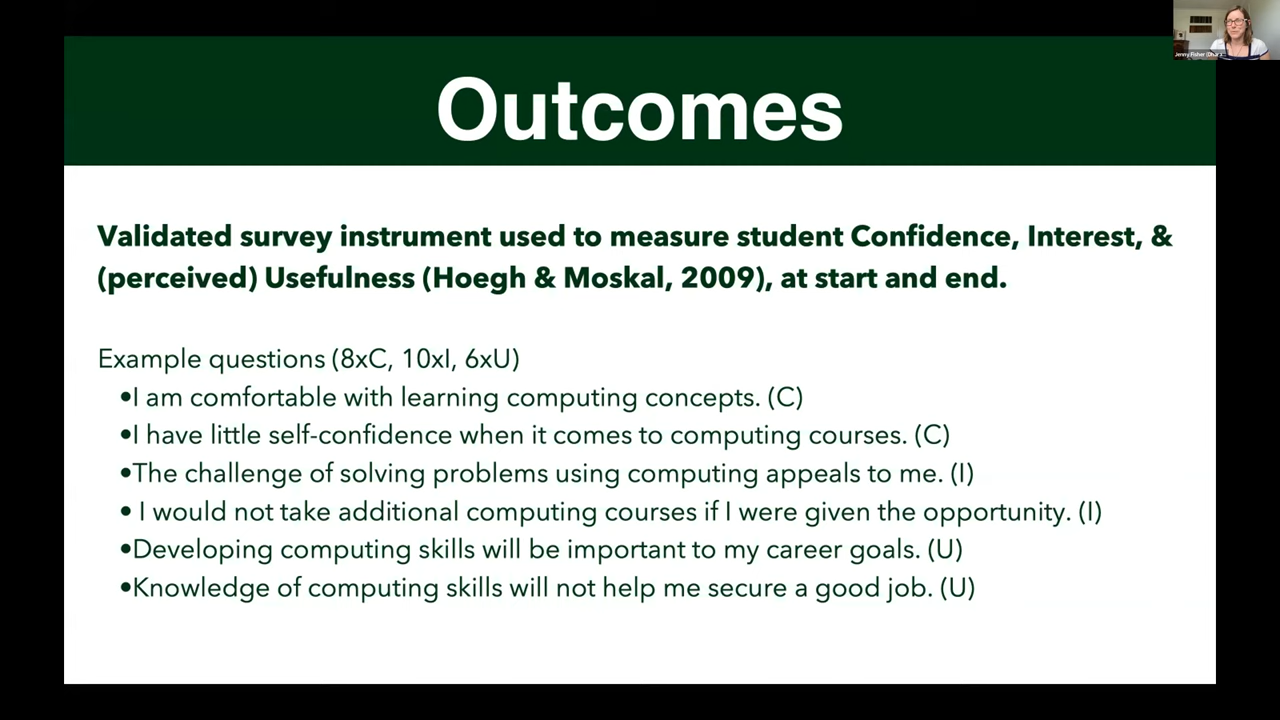 Outcomes
Validated survey instrument used to measure student Confidence, Interest, &
(perceived) Usefulness (Hoegh & Moskal, 2009), at start and end.
Example questions (8xC, 10xI, 6xU)
•I am comfortable with learning computing concepts. (C)
•I have little self-confidence when it comes to computing courses. (C)
•The challenge of solving problems using computing appeals to me. (I)
• I would not take additional computing courses if I were given the opportunity. (I)
•Developing computing skills will be important to my career goals. (U)
•Knowledge of computing skills will not help me secure a good job. (U)
Jenny Fisher